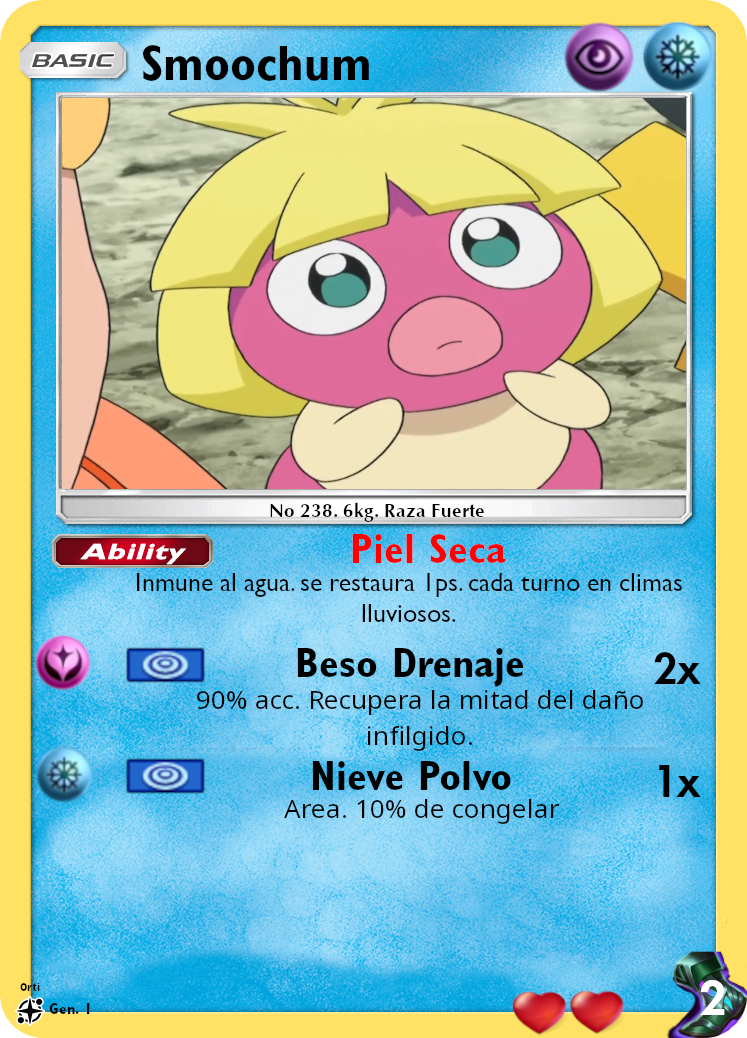 BASIC Smoochum
No 238. 6kg. Raza Fuerte
Ability Piel Seca
Inmune al agua. se restaura 1ps. cada turno en climas
lluviosos.
Beso Drenaje 2x
90% acc. Recupera la mitad del daño
infilgido.
Nieve Polvo 1x
Area. 10% de congelar
Orti
Gen. 1
2